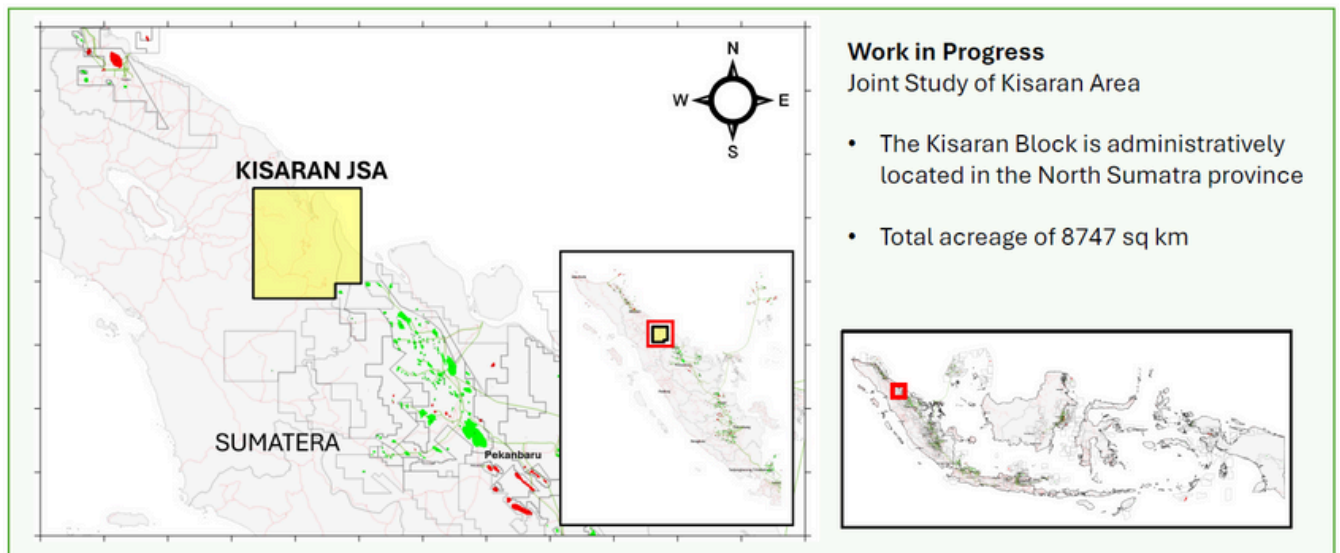 N
W
E
S
KISARAN JSA
SUMATERA
Pekanbaru
Work in Progress
Joint Study of Kisaran Area
• The Kisaran Block is administratively
located in the North Sumatra province
• Total acreage of 8747 sq km